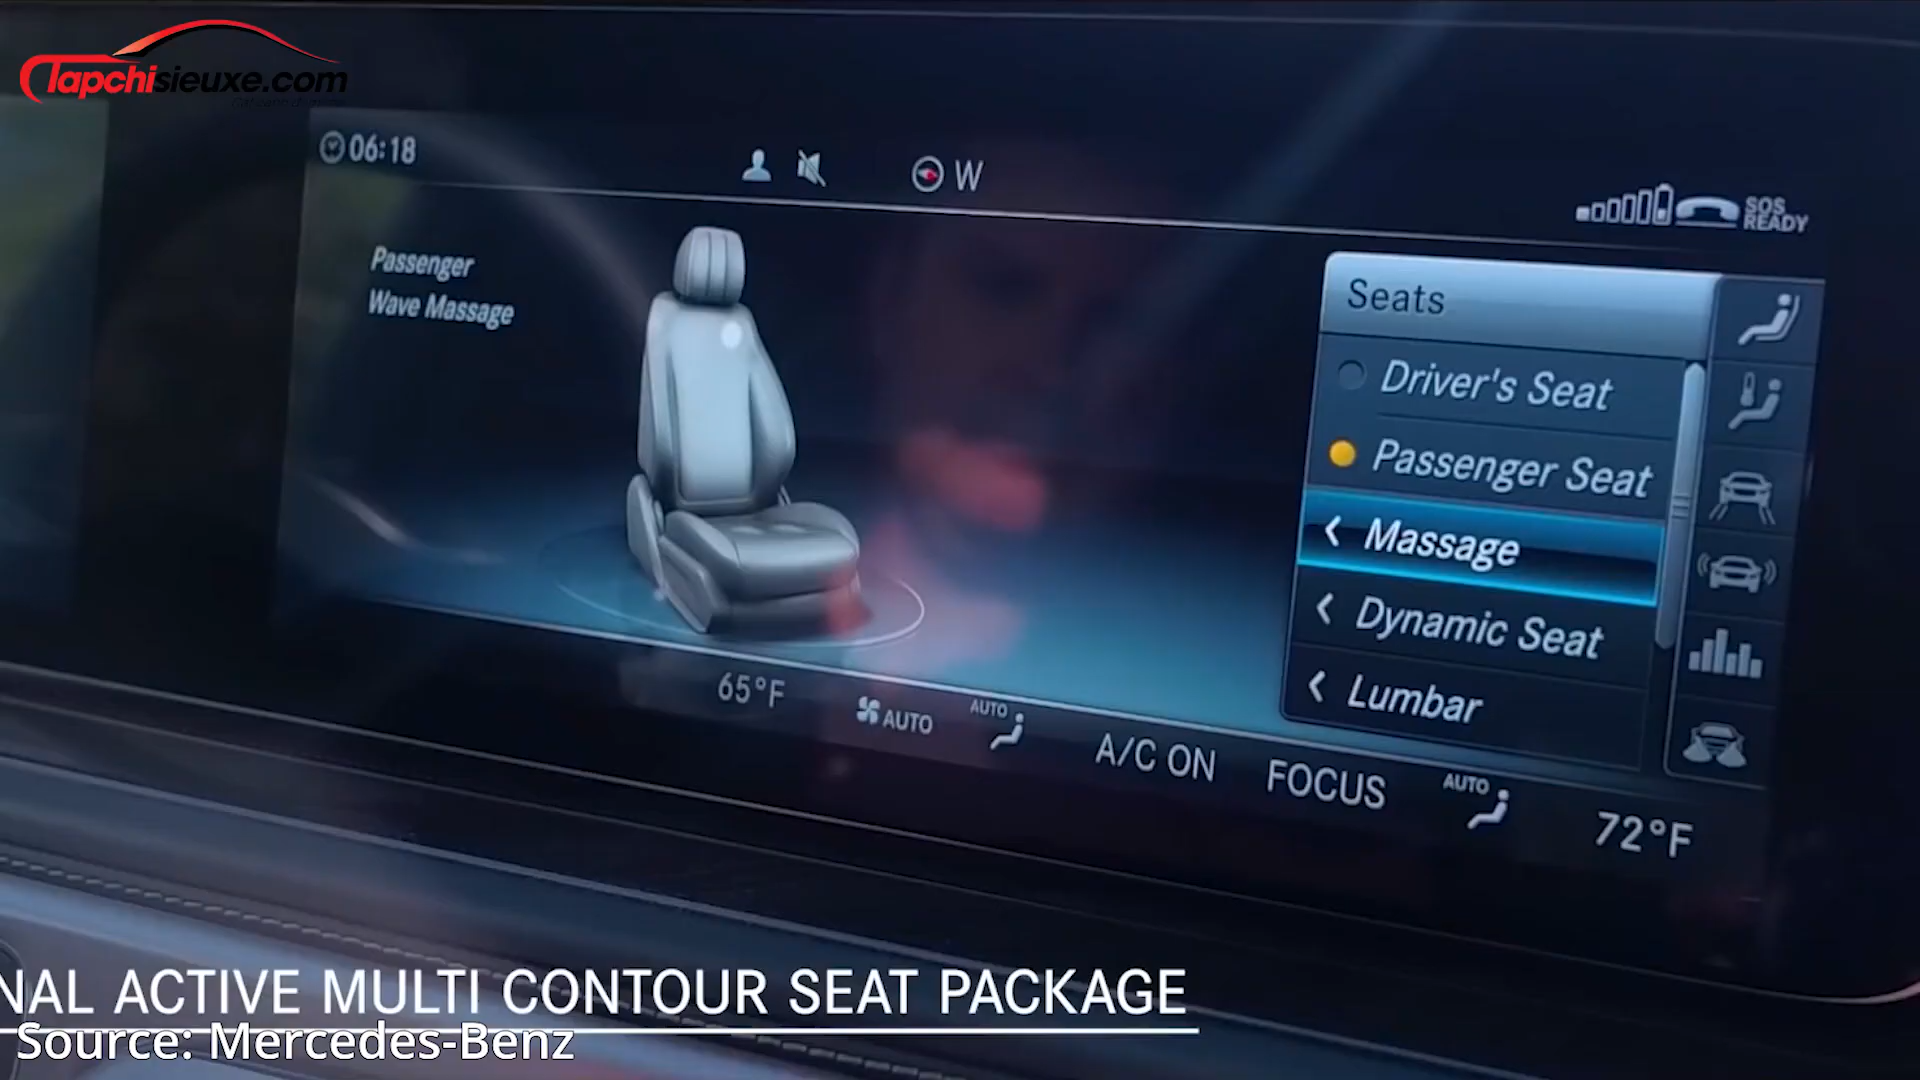 Tapchisieuxe.com
06:18
W
SOS
READY
Passenger
Wave Massage
Seats
Driver's Seat
Passenger Seat
Massage
Dynamic Seat
Lumbar
65°F
AUTO
AUTO
A/C ON
FOCUS
AUTO
72°F
NAL ACTIVE MULTI CONTOUR SEAT PACKAGE
Source: Mercedes-Benz